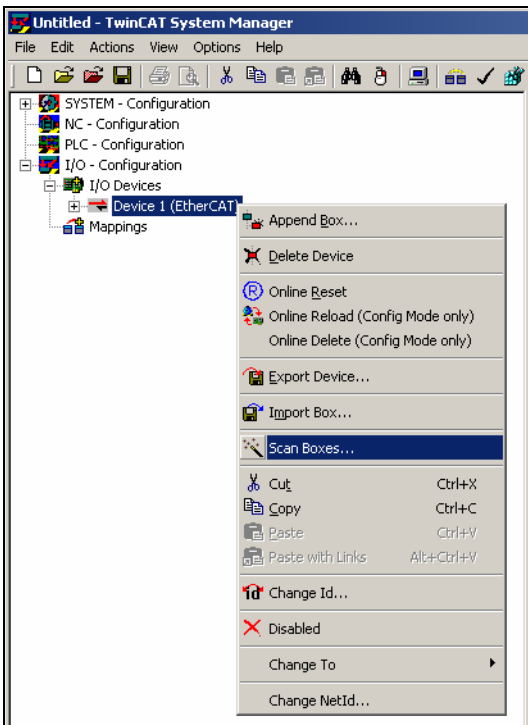 Untitled - TwinCAT System Manager
File Edit Actions View Options Help
SYSTEM - Configuration
NC - Configuration
PLC - Configuration
I/O - Configuration
I/O Devices
Device 1 (EtherCAT)
Mappings
Append Box...
Delete Device
Online Reset
Online Reload (Config Mode only)
Online Delete (Config Mode only)
Export Device...
Import Box...
Scan Boxes...
Cut Ctrl+X
Copy Ctrl+C
Paste Ctrl+V
Paste with Links Alt+Ctrl+V
Change Id...
Disabled
Change To
Change NetId...